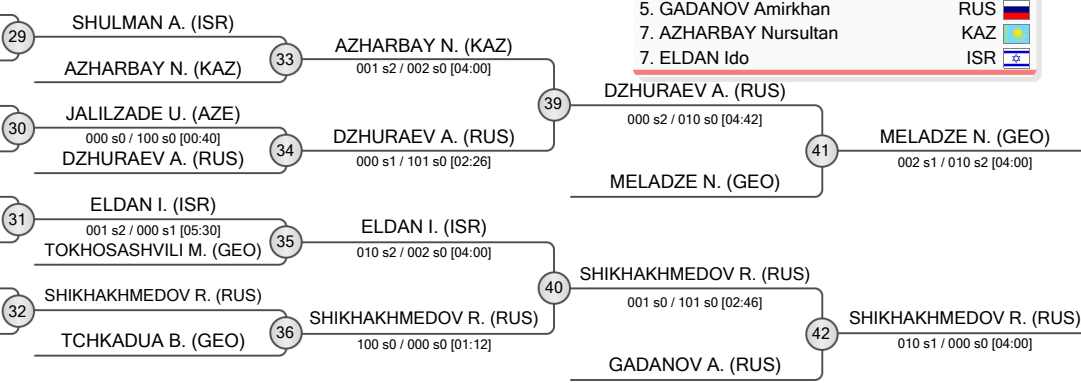 5. GADANOV Amirkhan RUS
7. AZHARBAY Nursultan KAZ
7. ELDAN Ido ISR
29
SHULMAN A. (ISR)
AZHARBAY N. (KAZ)
33
AZHARBAY N. (KAZ)
001 s2 / 002 s0 [04:00]
30
JALILZADE U. (AZE)
000 s0 / 100 s0 [00:40]
DZHURAEV A. (RUS)
34
DZHURAEV A. (RUS)
000 s1 / 101 s0 [02:26]
39
DZHURAEV A. (RUS)
000 s2 / 010 s0 [04:42]
MELADZE N. (GEO)
41
MELADZE N. (GEO)
002 s1 / 010 s2 [04:00]
31
ELDAN I. (ISR)
001 s2 / 000 s1 [05:30]
TOKHOSASHVILI M. (GEO)
35
ELDAN I. (ISR)
010 s2 / 002 s0 [04:00]
32
SHIKHAKHMEDOV R. (RUS)
TCHKADUA B. (GEO)
36
SHIKHAKHMEDOV R. (RUS)
100 s0 / 000 s0 [01:12]
40
SHIKHAKHMEDOV R. (RUS)
001 s0 / 101 s0 [02:46]
GADANOV A. (RUS)
42
SHIKHAKHMEDOV R. (RUS)
010 s1 / 000 s0 [04:00]